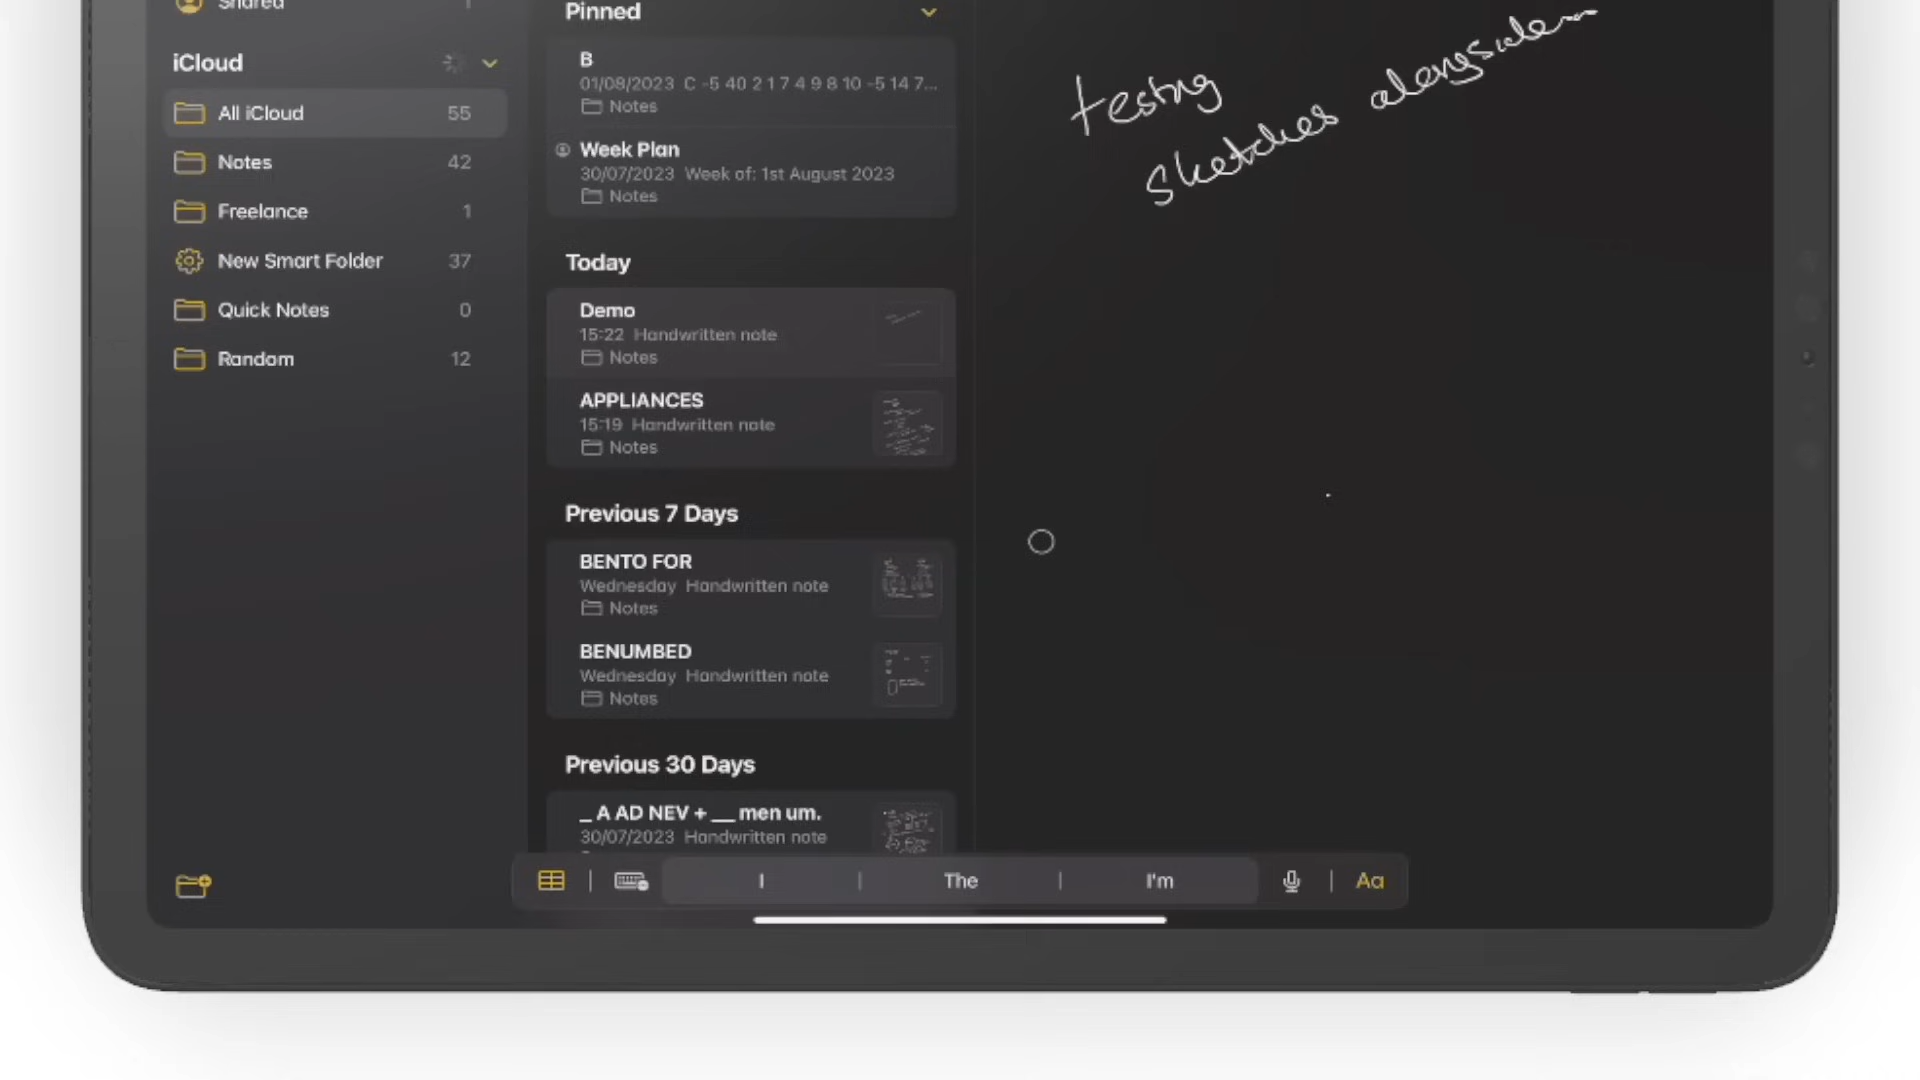 Shared 1
iCloud
All iCloud 55
Notes 42
Freelance 1
New Smart Folder 37
Quick Notes 0
Random 12
Pinned
B
01/08/2023 C -5 40 2 1 7 4 9 8 10 -5 14 7...
Notes
Week Plan
30/07/2023 Week of: 1st August 2023
Notes
Today
Demo
15:22 Handwritten note
Notes
APPLIANCES
15:19 Handwritten note
Notes
Previous 7 Days
BENTO FOR
Wednesday Handwritten note
Notes
BENUMBED
Wednesday Handwritten note
Notes
Previous 30 Days
_ A AD NEV + __ men um.
30/07/2023 Handwritten note
testing
sketches alongside
I The I'm Aa